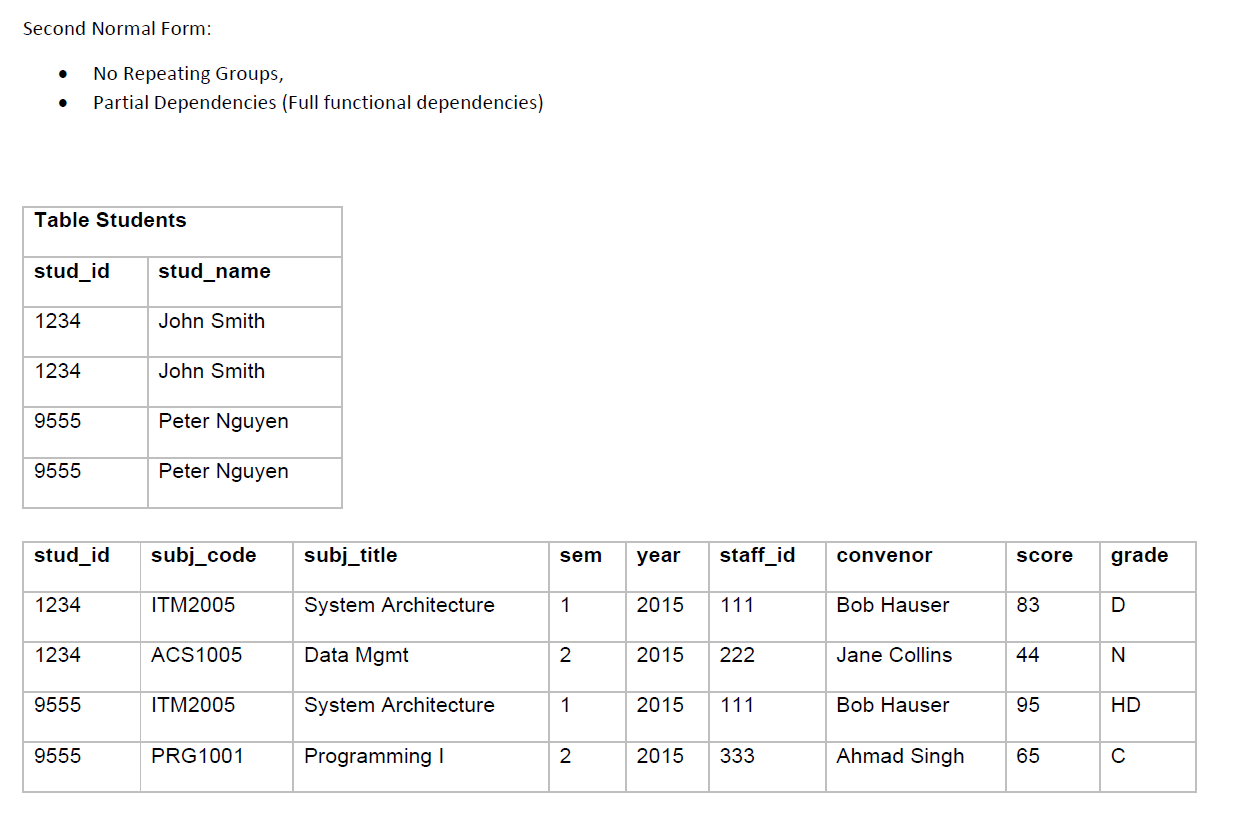 Second Normal Form:
• No Repeating Groups,
• Partial Dependencies (Full functional dependencies)
Table Students
stud_id stud_name
1234 John Smith
1234 John Smith
9555 Peter Nguyen
9555 Peter Nguyen
stud_id subj_code subj_title sem year staff_id convenor score grade
1234 ITM2005 System Architecture 1 2015 111 Bob Hauser 83 D
1234 ACS1005 Data Mgmt 2 2015 222 Jane Collins 44 N
9555 ITM2005 System Architecture 1 2015 111 Bob Hauser 95 HD
9555 PRG1001 Programming I 2 2015 333 Ahmad Singh 65 C